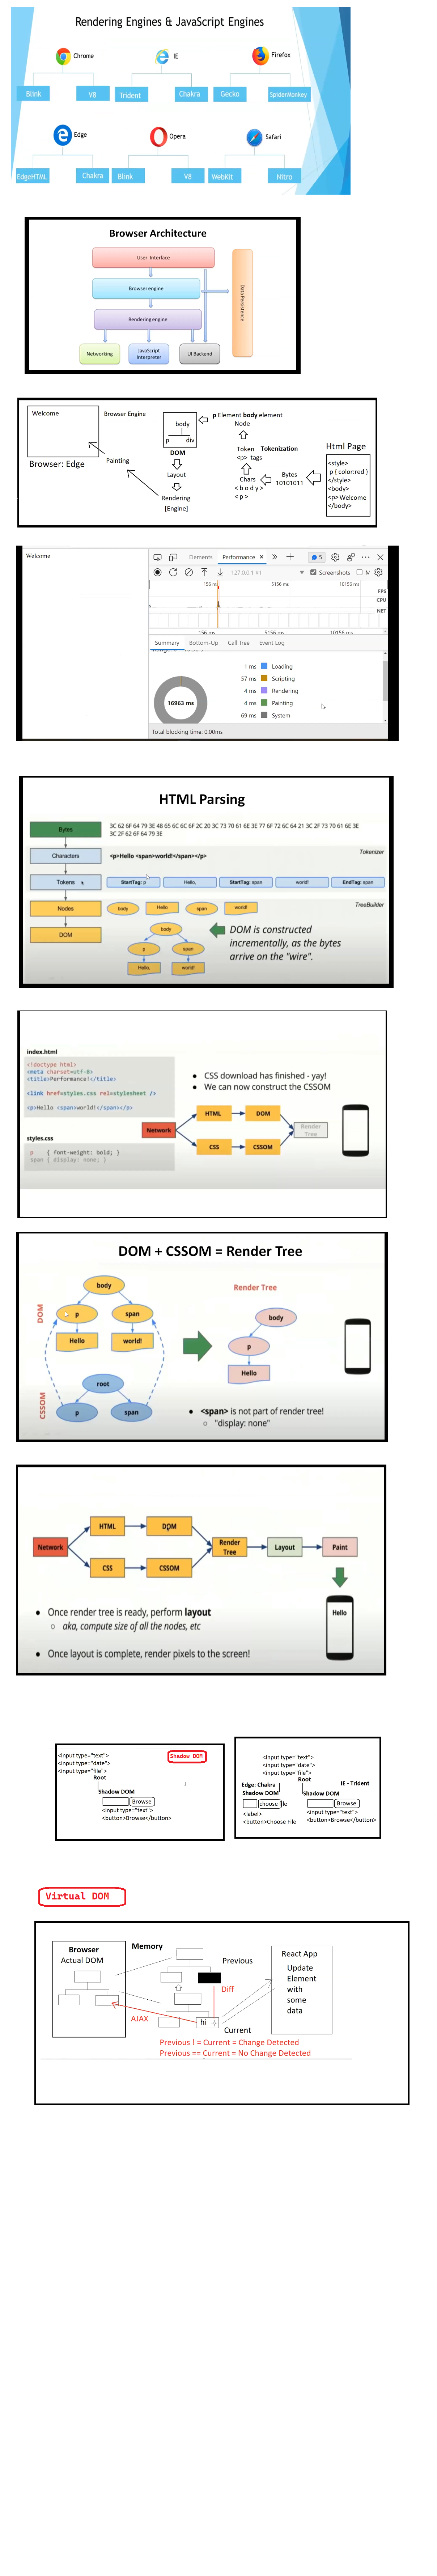 Rendering Engines & JavaScript Engines
Chrome
IE
Firefox
Blink
V8
Trident
Chakra
Gecko
SpiderMonkey
Edge
Opera
Safari
EdgeHTML
Chakra
Blink
V8
WebKit
Nitro
Browser Architecture
User Interface
Browser engine
Rendering engine
Data Persistence
Networking
JavaScript Interpreter
UI Backend
Welcome
Browser Engine
Browser: Edge
Painting
body
p div
DOM
Layout
Rendering
[Engine]
p Element body element
Node
Token Tokenization
<p> tags
Chars
< b o d y >
< p >
Bytes
10101011
Html Page
<style>
p { color:red }
</style>
<body>
<p>Welcome
</body>
Welcome
Elements Performance
5
127.0.0.1 #1
Screenshots
156 ms 5156 ms 10156 ms
FPS
CPU
NET
156 ms 5156 ms 10156 ms
Summary Bottom-Up Call Tree Event Log
16963 ms
1 ms Loading
57 ms Scripting
4 ms Rendering
4 ms Painting
69 ms System
Total blocking time: 0.00ms
HTML Parsing
Bytes
3C 62 6F 64 79 3E 48 65 6C 6C 6F 2C 20 3C 73 70 61 6E 3E 77 6F 72 6C 64 21 3C 2F 73 70 61 6E 3E
3C 2F 62 6F 64 79 3E
Tokenizer
Characters
<p>Hello <span>world!</span></p>
Tokens
StartTag: p
Hello,
StartTag: span
world!
EndTag: span
TreeBuilder
Nodes
body
Hello
span
world!
DOM
body
p
span
Hello,
world!
DOM is constructed
incrementally, as the bytes
arrive on the "wire".
index.html
<!doctype html>
<meta charset=utf-8>
<title>Performance!</title>
<link href=styles.css rel=stylesheet />
<p>Hello <span>world!</span></p>
styles.css
p { font-weight: bold; }
span { display: none; }
CSS download has finished - yay!
We can now construct the CSSOM
Network
HTML
DOM
Render Tree
CSS
CSSOM
DOM + CSSOM = Render Tree
DOM
body
p
span
Hello
world!
root
CSSOM
p
span
Render Tree
body
p
Hello
<span> is not part of render tree!
"display: none"
Network
HTML
DOM
CSS
CSSOM
Render Tree
Layout
Paint
Hello
Once render tree is ready, perform layout
aka, compute size of all the nodes, etc
Once layout is complete, render pixels to the screen!
<input type="text">
<input type="date">
<input type="file">
Root
Shadow DOM
Shadow DOM
Browse
<input type="text">
<button>Browse</button>
<input type="text">
<input type="date">
<input type="file">
Edge: Chakra
Root
IE - Trident
Shadow DOM
Shadow DOM
choose file
Browse
<label>
<button>Choose File
<input type="text">
<button>Browse</button>
Virtual DOM
Browser
Actual DOM
Memory
Previous
Diff
AJAX
hi
Current
React App
Update
Element
with
some
data
Previous ! = Current = Change Detected
Previous == Current = No Change Detected